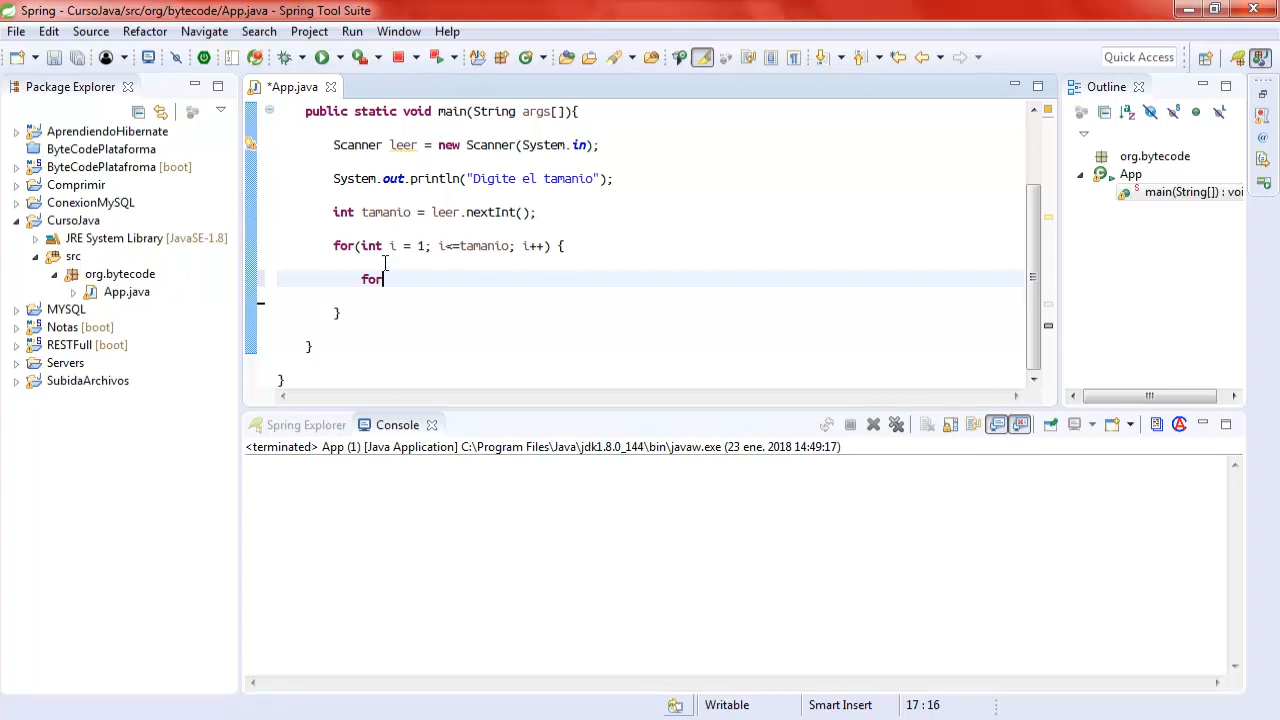 Spring - CursoJava/src/org/bytecode/App.java - Spring Tool Suite
File Edit Source Refactor Navigate Search Project Run Window Help
Quick Access
Package Explorer
AprendiendoHibernate
ByteCodePlataforma
ByteCodePlatafroma [boot]
Comprimir
ConexionMySQL
CursoJava
JRE System Library [JavaSE-1.8]
src
org.bytecode
App.java
MYSQL
Notas [boot]
RESTFull [boot]
Servers
SubidaArchivos
*App.java
public static void main(String args[]){
Scanner leer = new Scanner(System.in);
System.out.println("Digite el tamanio");
int tamanio = leer.nextInt();
for(int i = 1; i<=tamanio; i++) {
for
}
}
}
Outline
org.bytecode
App
main(String[]) : voi
Spring Explorer
Console
<terminated> App (1) [Java Application] C:\Program Files\Java\jdk1.8.0_144\bin\javaw.exe (23 ene. 2018 14:49:17)
Writable
Smart Insert
17 : 16